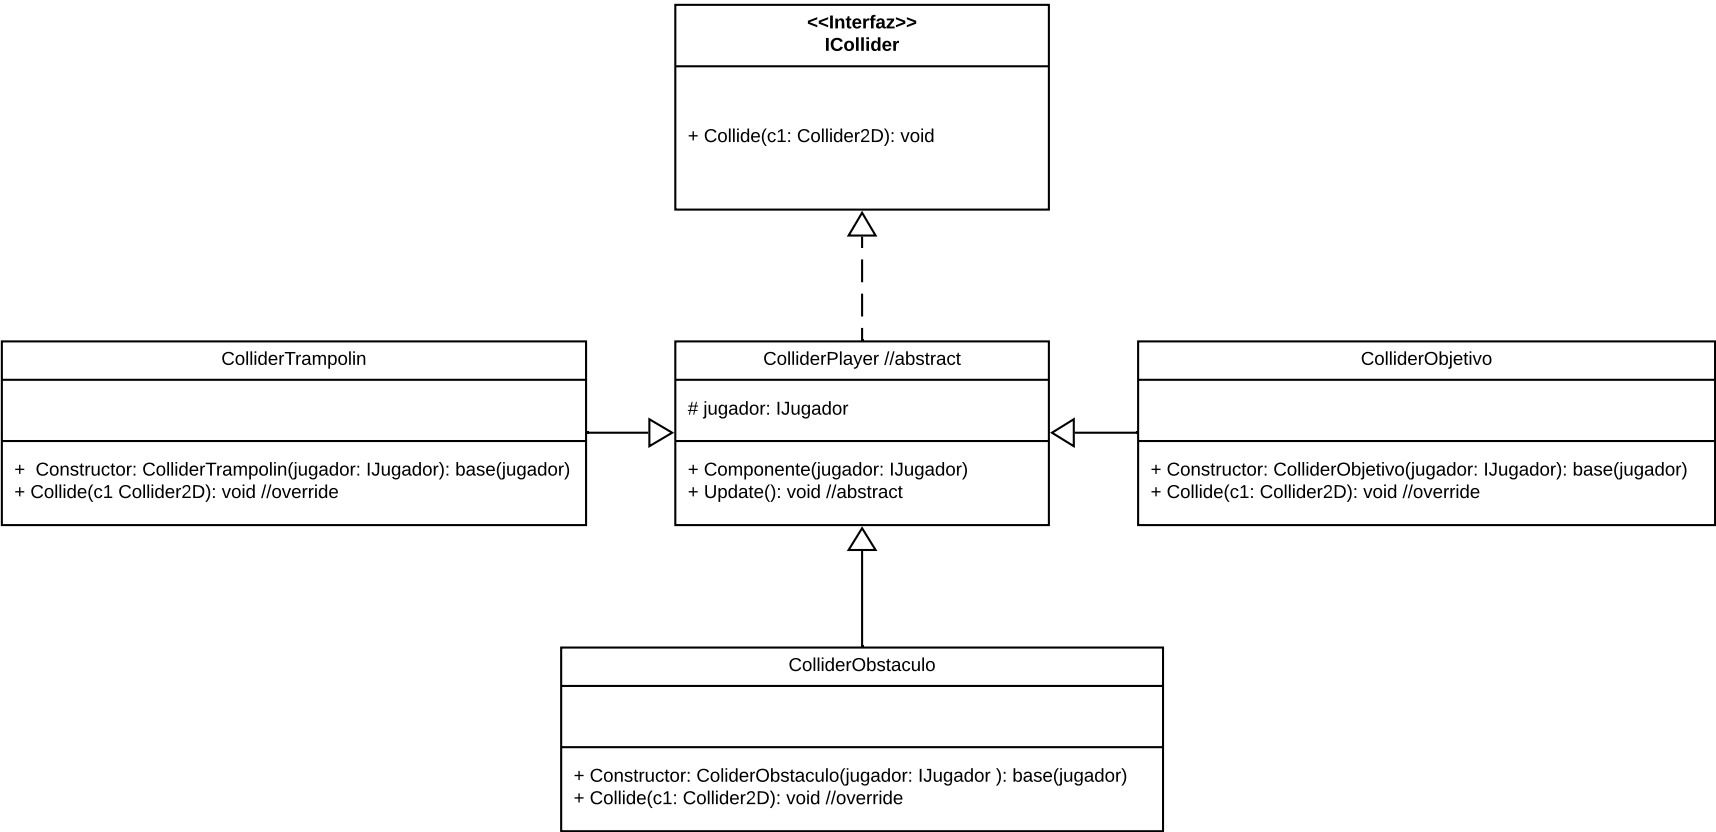 <<Interfaz>>
ICollider
+ Collide(c1: Collider2D): void
ColliderTrampolin
+  Constructor: ColliderTrampolin(jugador: IJugador): base(jugador)
+ Collide(c1 Collider2D): void //override
ColliderPlayer //abstract
# jugador: IJugador
+ Componente(jugador: IJugador)
+ Update(): void //abstract
ColliderObjetivo
+ Constructor: ColliderObjetivo(jugador: IJugador): base(jugador)
+ Collide(c1: Collider2D): void //override
ColliderObstaculo
+ Constructor: ColiderObstaculo(jugador: IJugador ): base(jugador)
+ Collide(c1: Collider2D): void //override